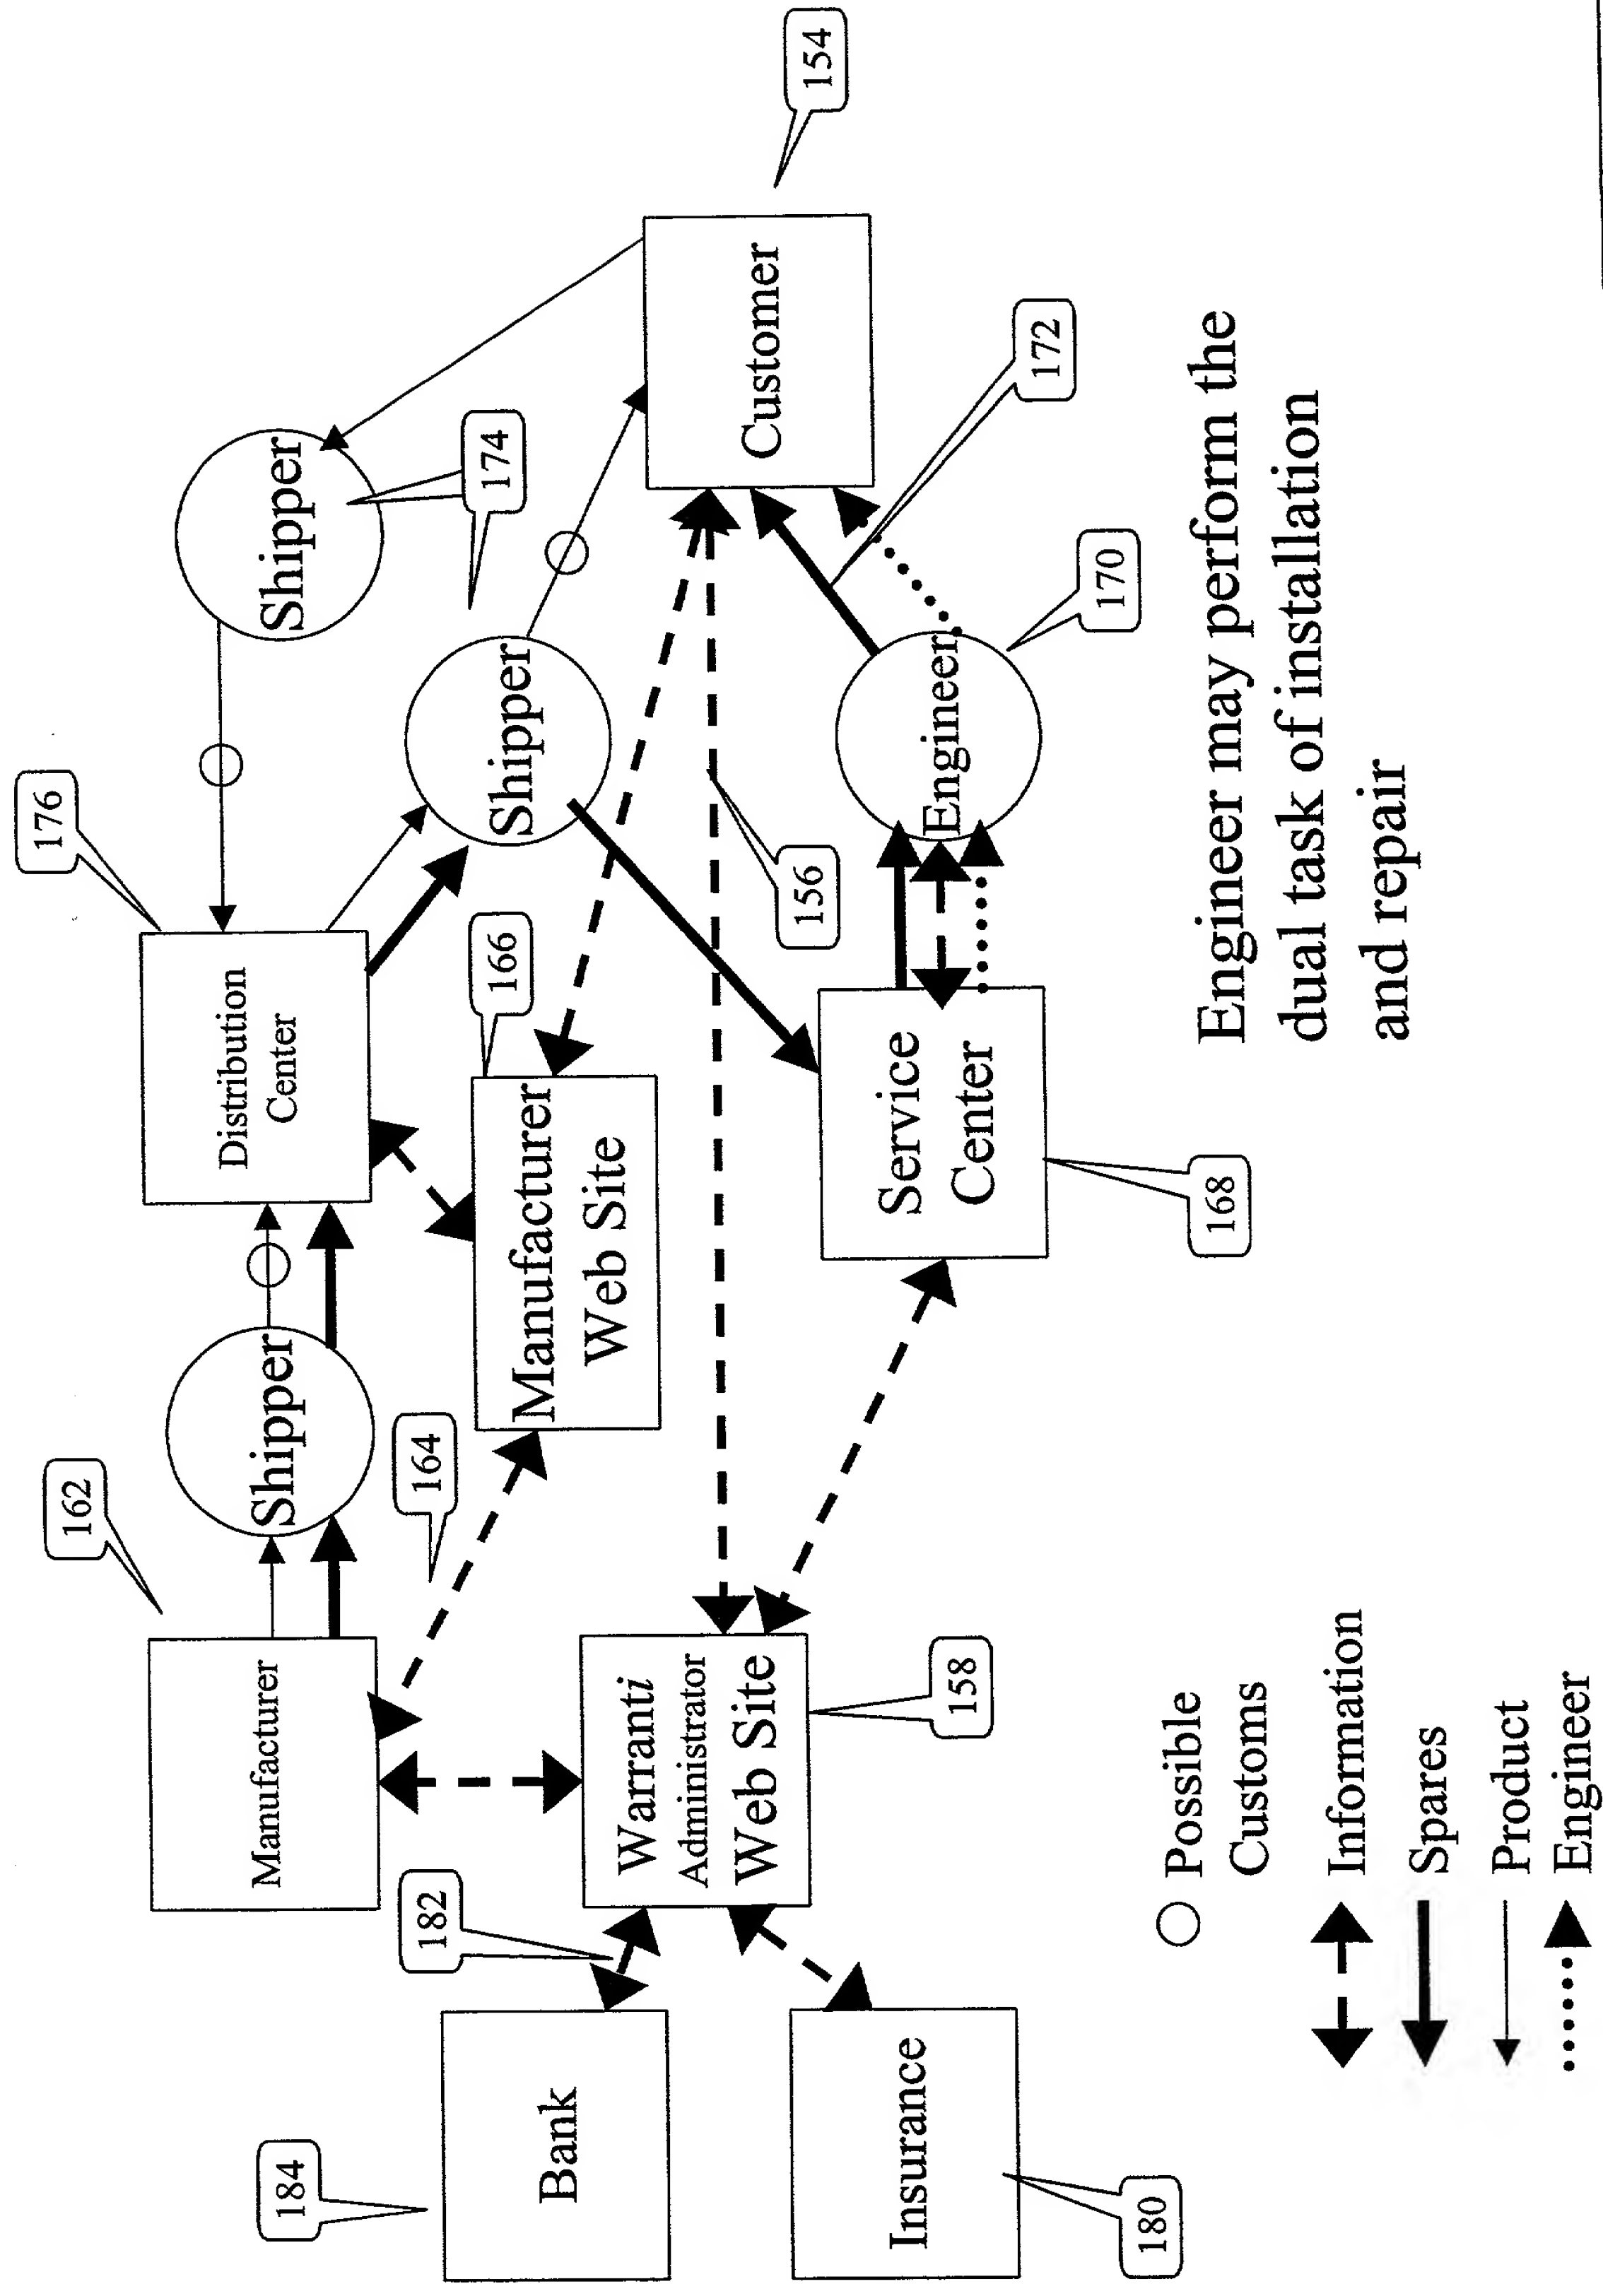 184
Bank
Insurance
180
182
162
Manufacturer
Warranti
Administrator
Web Site
158
164
Shipper
176
Distribution
Center
166
Manufacturer
Web Site
Service
Center
168
Shipper
174
Shipper
156
Engineer
170
172
Customer
154
Possible
Customs
Information
Spares
Product
Engineer
Engineer may perform the
dual task of installation
and repair